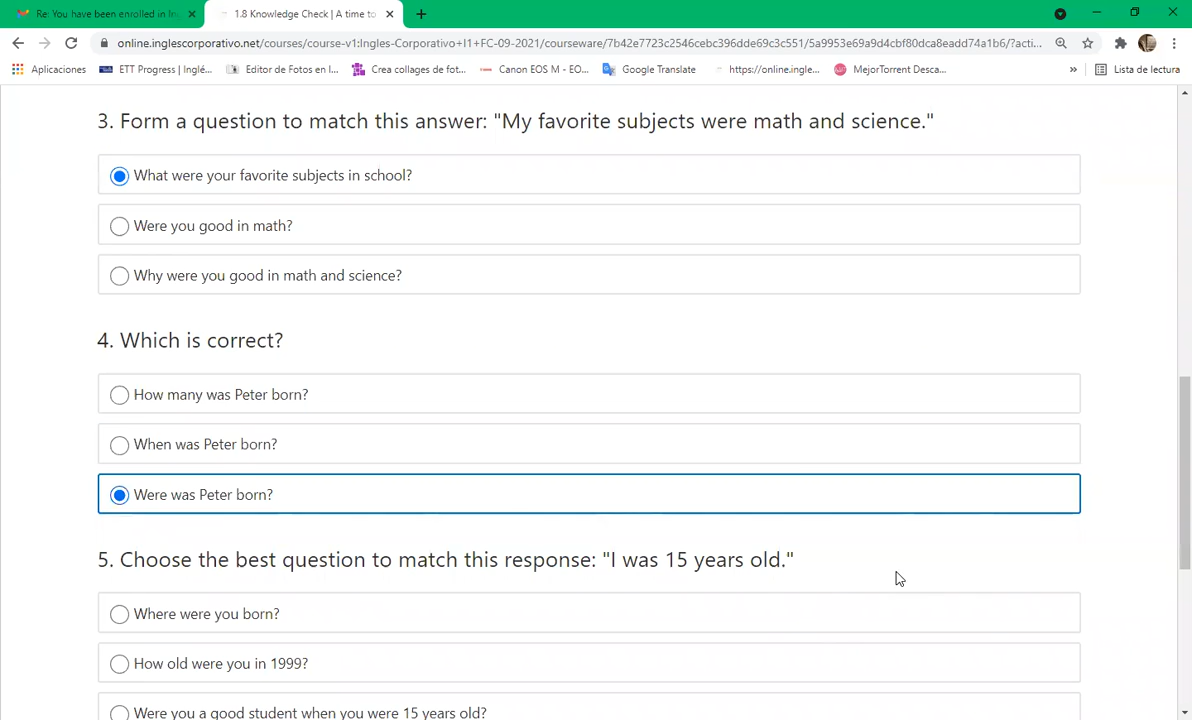 Re: You have been enrolled in In
1.8 Knowledge Check | A time to
online.inglescorporativo.net/courses/course-v1:Ingles-Corporativo+I1+FC-09-2021/courseware/7b42e7723c2546cebc396dde69c3c551/5a9953e69a9d4cbf80dca8eadd74a1b6/?acti...
Aplicaciones ETT Progress | Inglé... Editor de Fotos en l... Crea collages de fot... Canon EOS M - EO... Google Translate https://online.ingle... MejorTorrent Desca... » Lista de lectura
3. Form a question to match this answer: "My favorite subjects were math and science."
What were your favorite subjects in school?
Were you good in math?
Why were you good in math and science?
4. Which is correct?
How many was Peter born?
When was Peter born?
Were was Peter born?
5. Choose the best question to match this response: "I was 15 years old."
Where were you born?
How old were you in 1999?
Were you a good student when you were 15 years old?